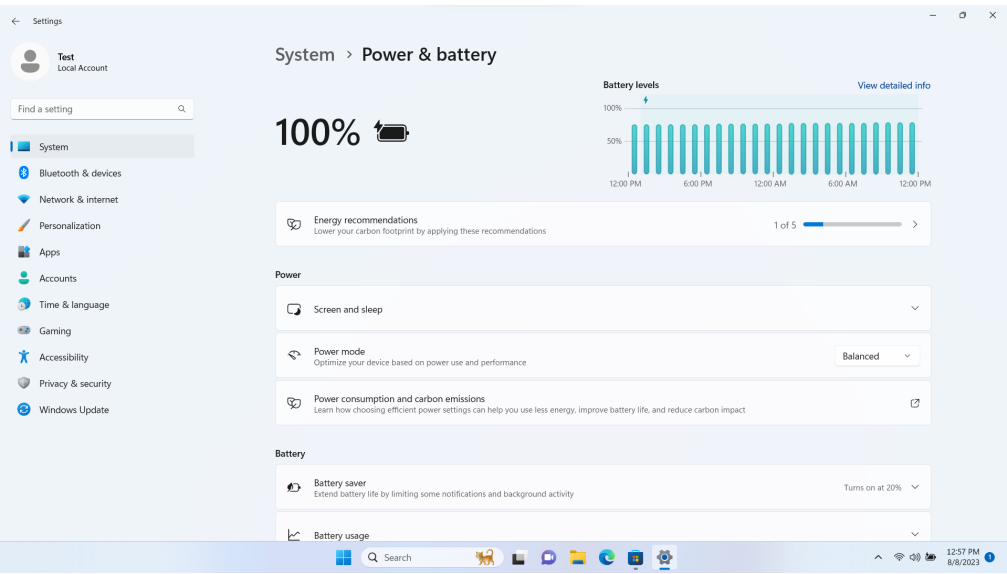 Settings
Test
Local Account
Find a setting
System
Bluetooth & devices
Network & internet
Personalization
Apps
Accounts
Time & language
Gaming
Accessibility
Privacy & security
Windows Update
System > Power & battery
100%
Battery levels
View detailed info
100%
50%
12:00 PM 6:00 PM 12:00 AM 6:00 AM 12:00 PM
Energy recommendations
Lower your carbon footprint by applying these recommendations
1 of 5
Power
Screen and sleep
Power mode
Optimize your device based on power use and performance
Balanced
Power consumption and carbon emissions
Learn how choosing efficient power settings can help you use less energy, improve battery life, and reduce carbon impact
Battery
Battery saver
Extend battery life by limiting some notifications and background activity
Turns on at 20%
Battery usage
Search
12:57 PM
8/8/2023
1